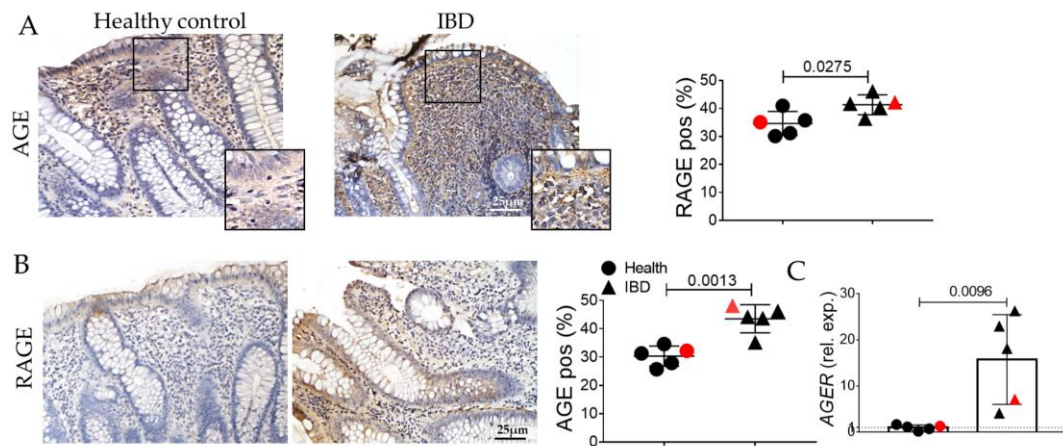 A
Healthy control
IBD
AGE
25µm
RAGE pos (%)
50
40
30
20
10
0
0.0275
B
RAGE
25µm
AGE pos (%)
50
40
30
20
10
0
Health
IBD
0.0013
C
AGER (rel. exp.)
30
20
10
0
0.0096